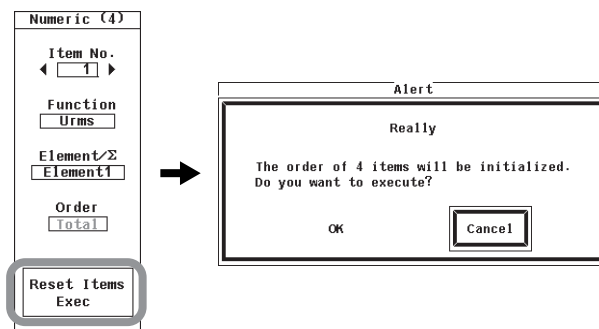 Numeric (4)
Item No.
1
Function
Urms
Element/Σ
Element1
Order
Total
Reset Items
Exec
Alert
Really
The order of 4 items will be initialized.
Do you want to execute?
OK
Cancel